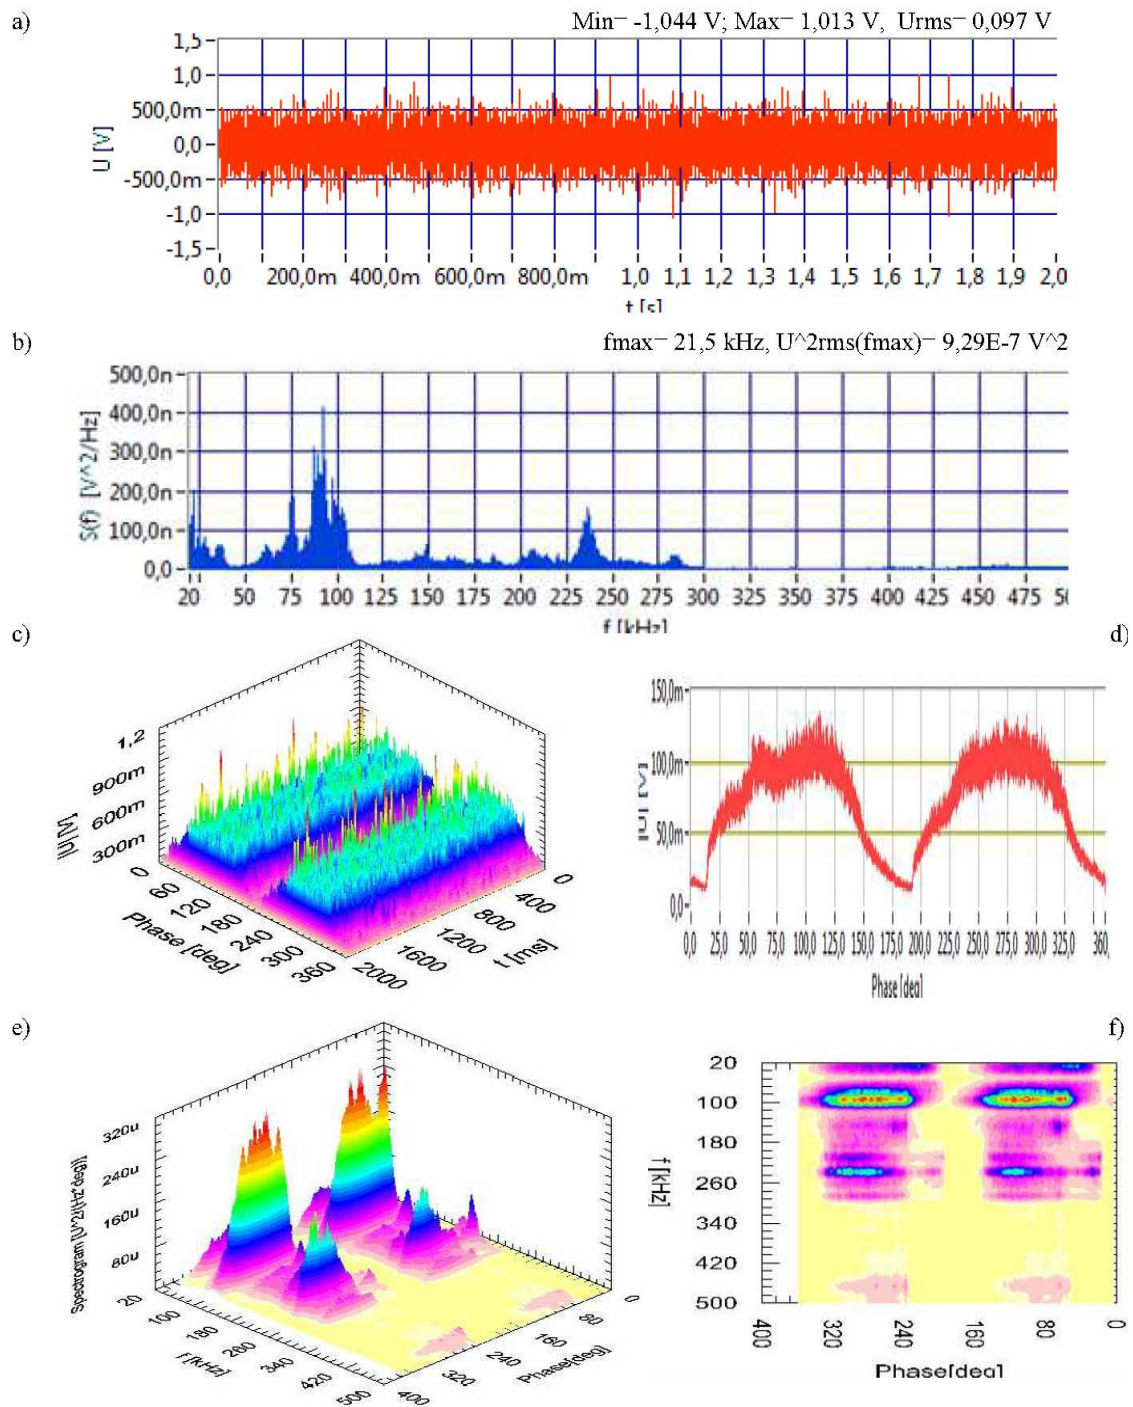 a)
Min= -1,044 V; Max= 1,013 V, Urms= 0,097 V
1,5
1,0
500,0m
0,0
-500,0m
-1,0
-1,5
U [V]
0,0 200,0m 400,0m 600,0m 800,0m 1,0 1,1 1,2 1,3 1,4 1,5 1,6 1,7 1,8 1,9 2,0
t [s]
b)
fmax= 21,5 kHz, U^2rms(fmax)= 9,29E-7 V^2
500,0n
400,0n
300,0n
200,0n
100,0n
0,0
S(f) [V^2/Hz]
20 50 75 100 125 150 175 200 225 250 275 300 325 350 375 400 425 450 475 50
f [kHz]
c)
1,2
900m
600m
300m
|U| [V]
0 60 120 180 240 300 360
Phase [deg]
2000 1600 1200 800 400 0
t [ms]
d)
150,0m
100,0m
50,0m
0,0
|U| [V]
0,0 25,0 50,0 75,0 100,0 125,0 150,0 175,0 200,0 225,0 250,0 275,0 300,0 325,0 360,
Phase [deg]
e)
320u
240u
160u
80u
Spectrogram [U^2/(Hz*deg)]
20 100 180 260 340 420 500
f [kHz]
400 320 240 160 80 0
Phase[deg]
f)
20
100
180
260
340
420
500
f [kHz]
400 320 240 160 80 0
Phase[deg]